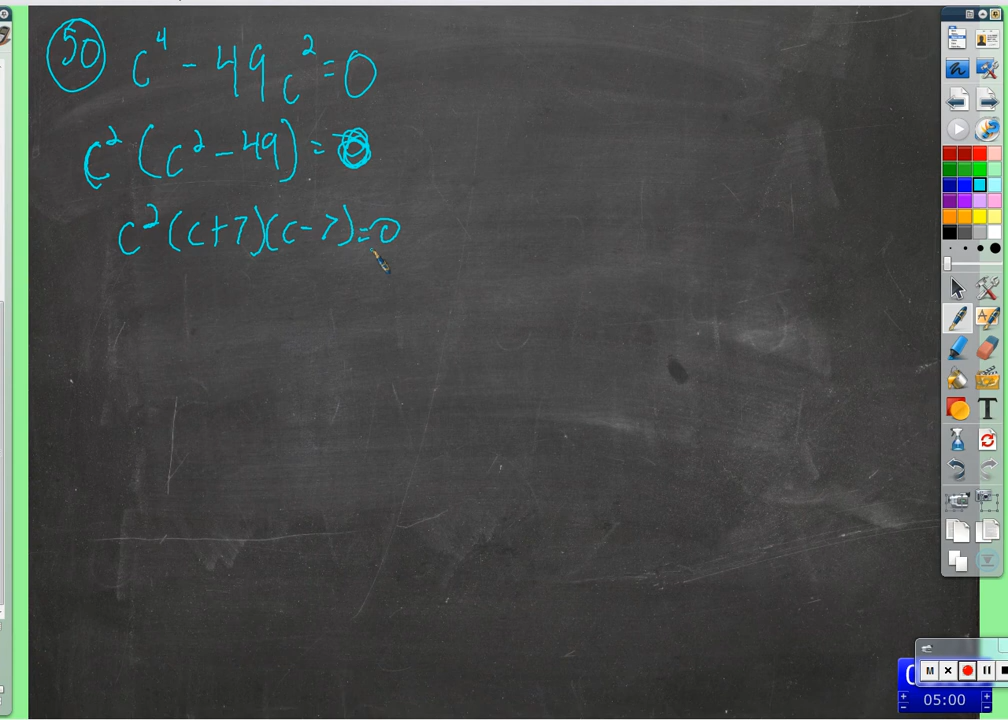 50 c⁴ - 49c² = 0
c² (c² - 49) = 0
c² (c+7)(c-7) = 0
M
05:00